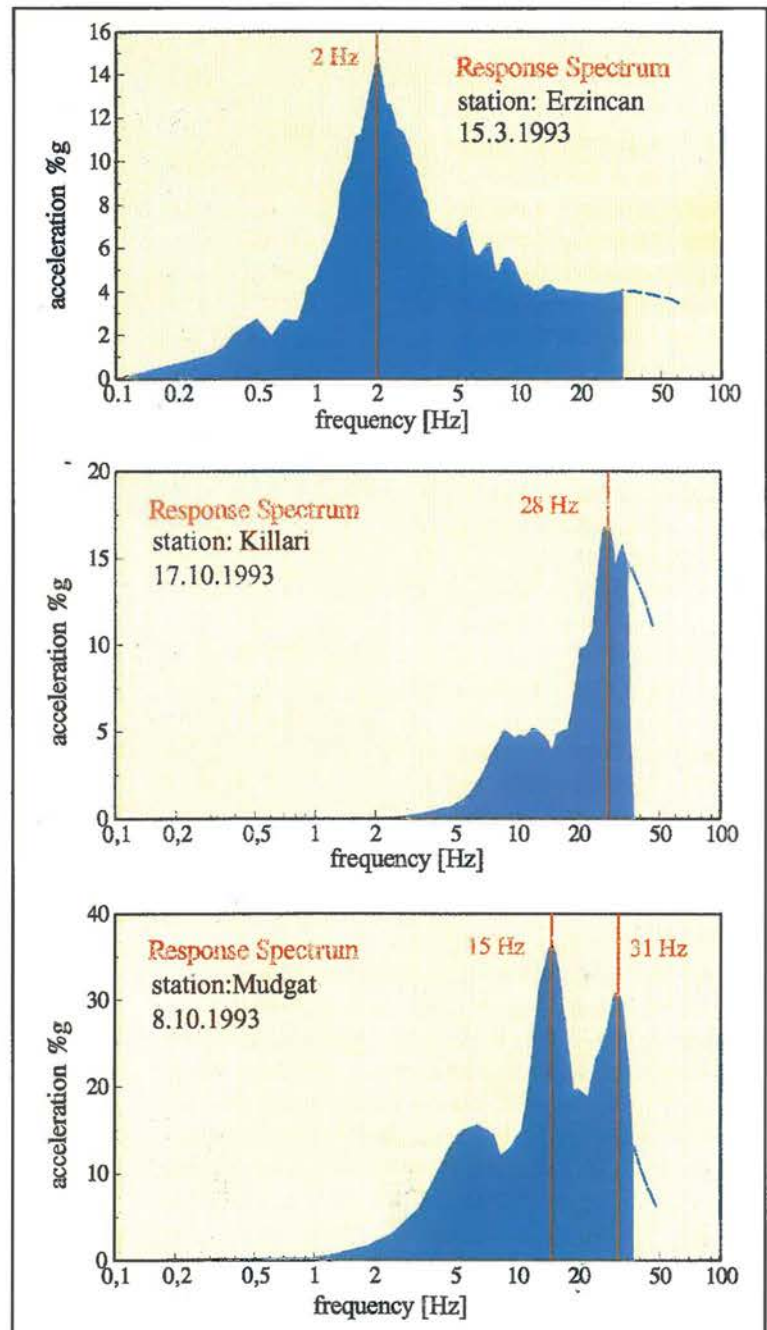 16
14
12
10
8
6
4
2
0
acceleration %g
2 Hz
Response Spectrum
station: Erzincan
15.3.1993
0.1 0.2 0.5 1 2 5 10 20 50 100
frequency [Hz]
20
15
10
5
0
acceleration %g
Response Spectrum
station: Killari
17.10.1993
28 Hz
0,1 0,2 0,5 1 2 5 10 20 50 100
frequency [Hz]
40
30
20
10
0
acceleration %g
Response Spectrum
station:Mudgat
8.10.1993
15 Hz
31 Hz
0,1 0,2 0,5 1 2 5 10 20 50 100
frequency [Hz]